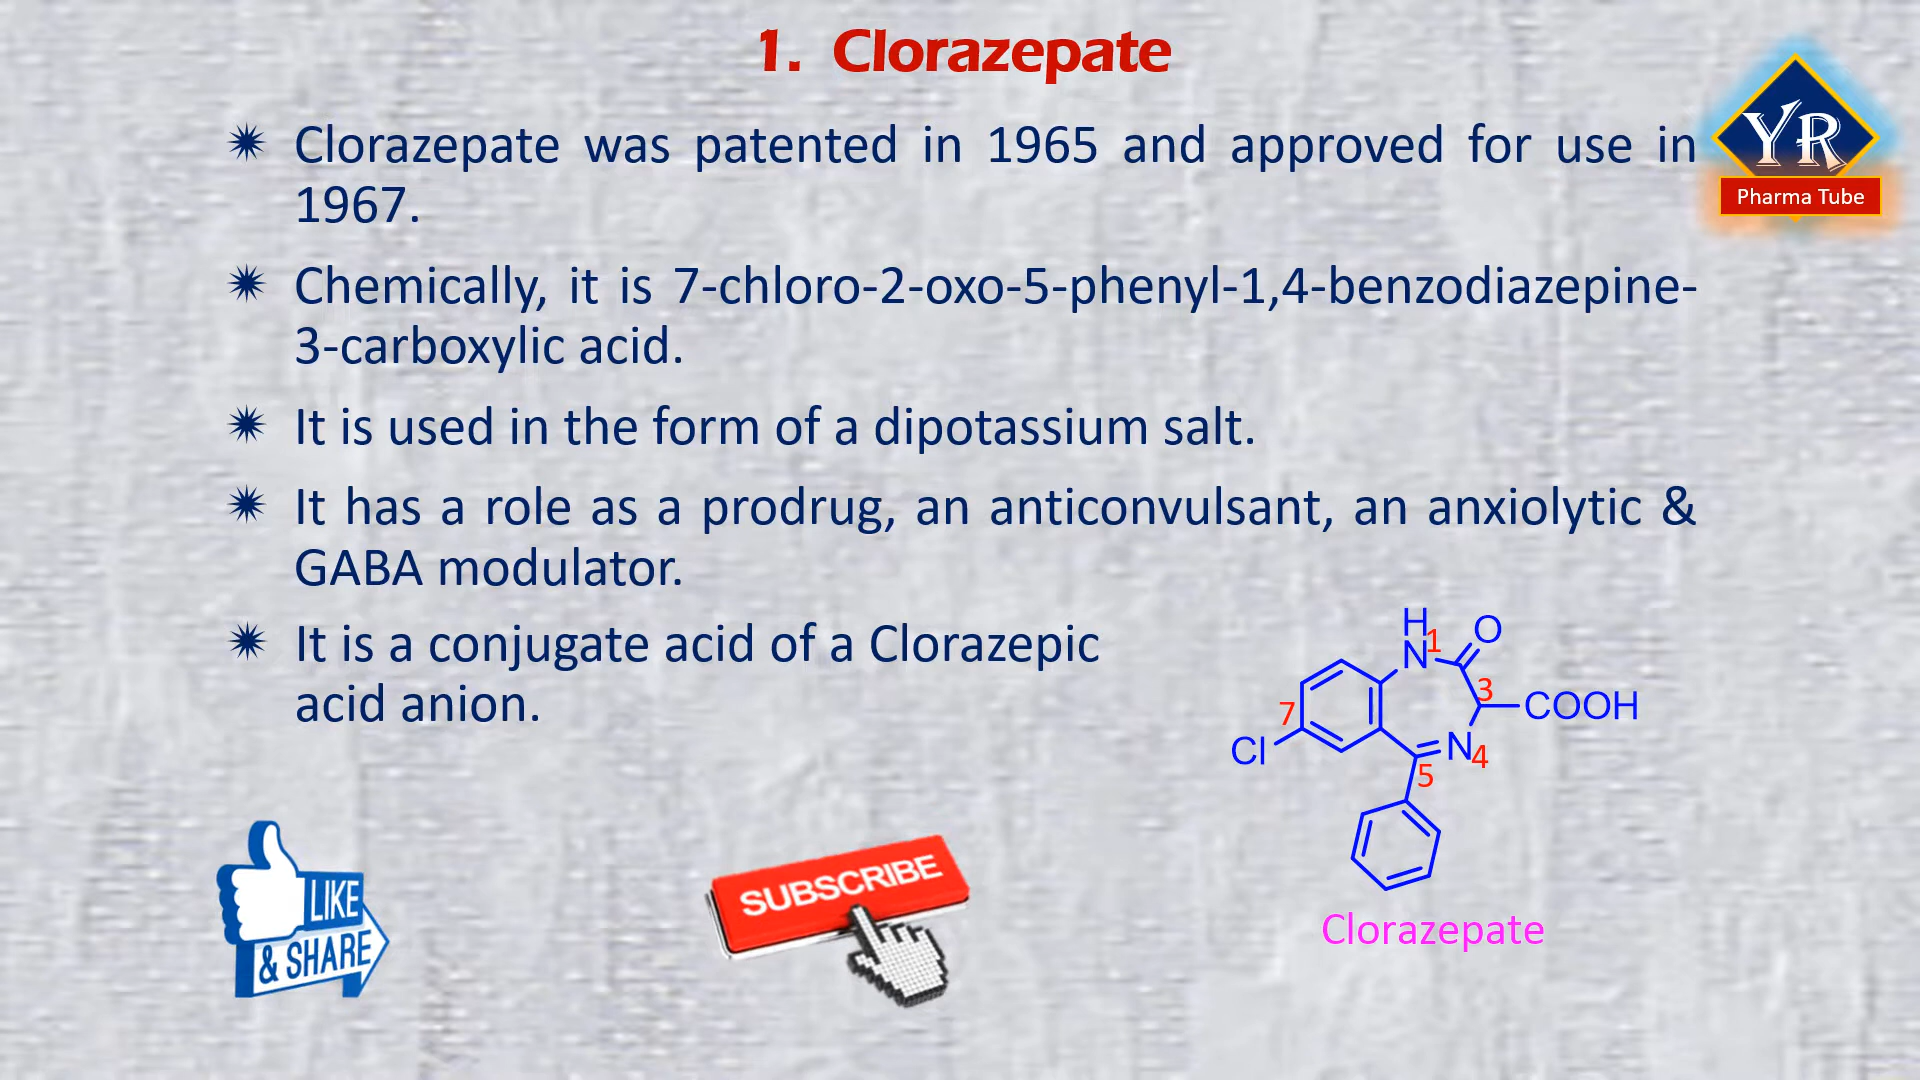 1. Clorazepate
YR
Pharma Tube
Clorazepate was patented in 1965 and approved for use in
1967.
Chemically, it is 7-chloro-2-oxo-5-phenyl-1,4-benzodiazepine-
3-carboxylic acid.
It is used in the form of a dipotassium salt.
It has a role as a prodrug, an anticonvulsant, an anxiolytic &
GABA modulator.
It is a conjugate acid of a Clorazepic
acid anion.
H
N 1
O
3
COOH
7
Cl
N 4
5
Clorazepate
LIKE
& SHARE
SUBSCRIBE